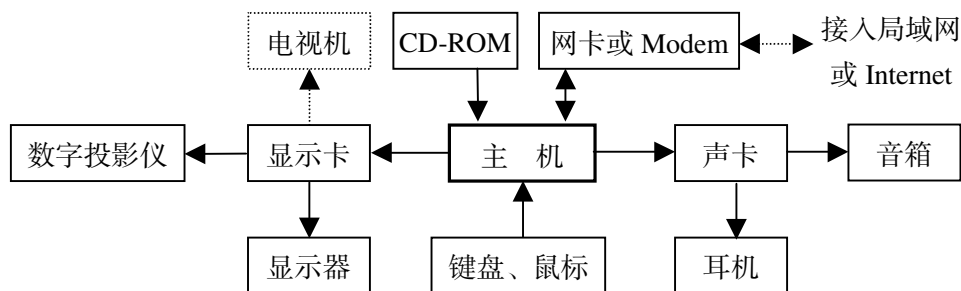 电视机
CD-ROM
网卡或 Modem
接入局域网
或 Internet
数字投影仪
显示卡
主 机
声卡
音箱
显示器
键盘、鼠标
耳机